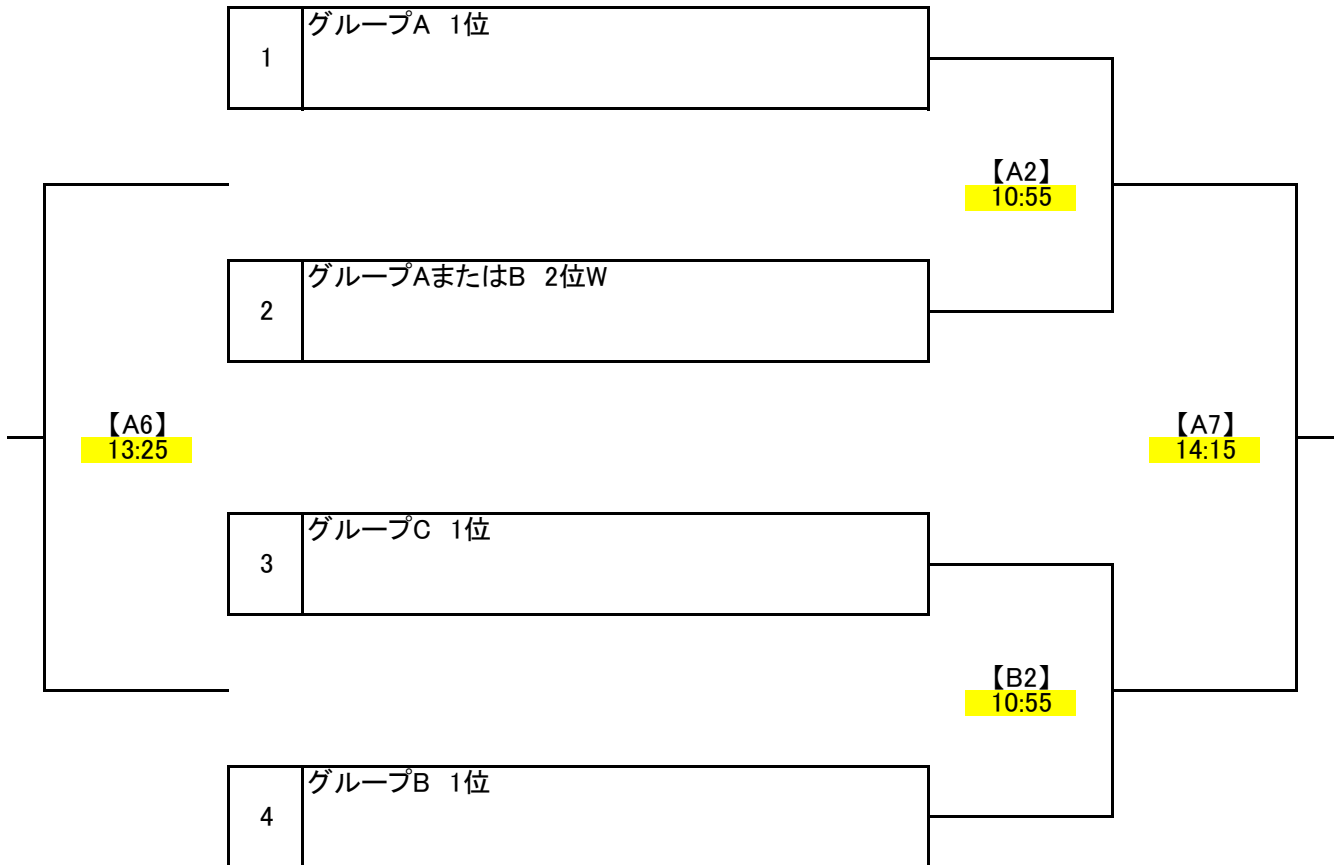 グループA 1位
1
【A2】
10:55
グループAまたはB 2位W
2
【A6】
13:25
【A7】
14:15
グループC 1位
3
【B2】
10:55
グループB 1位
4